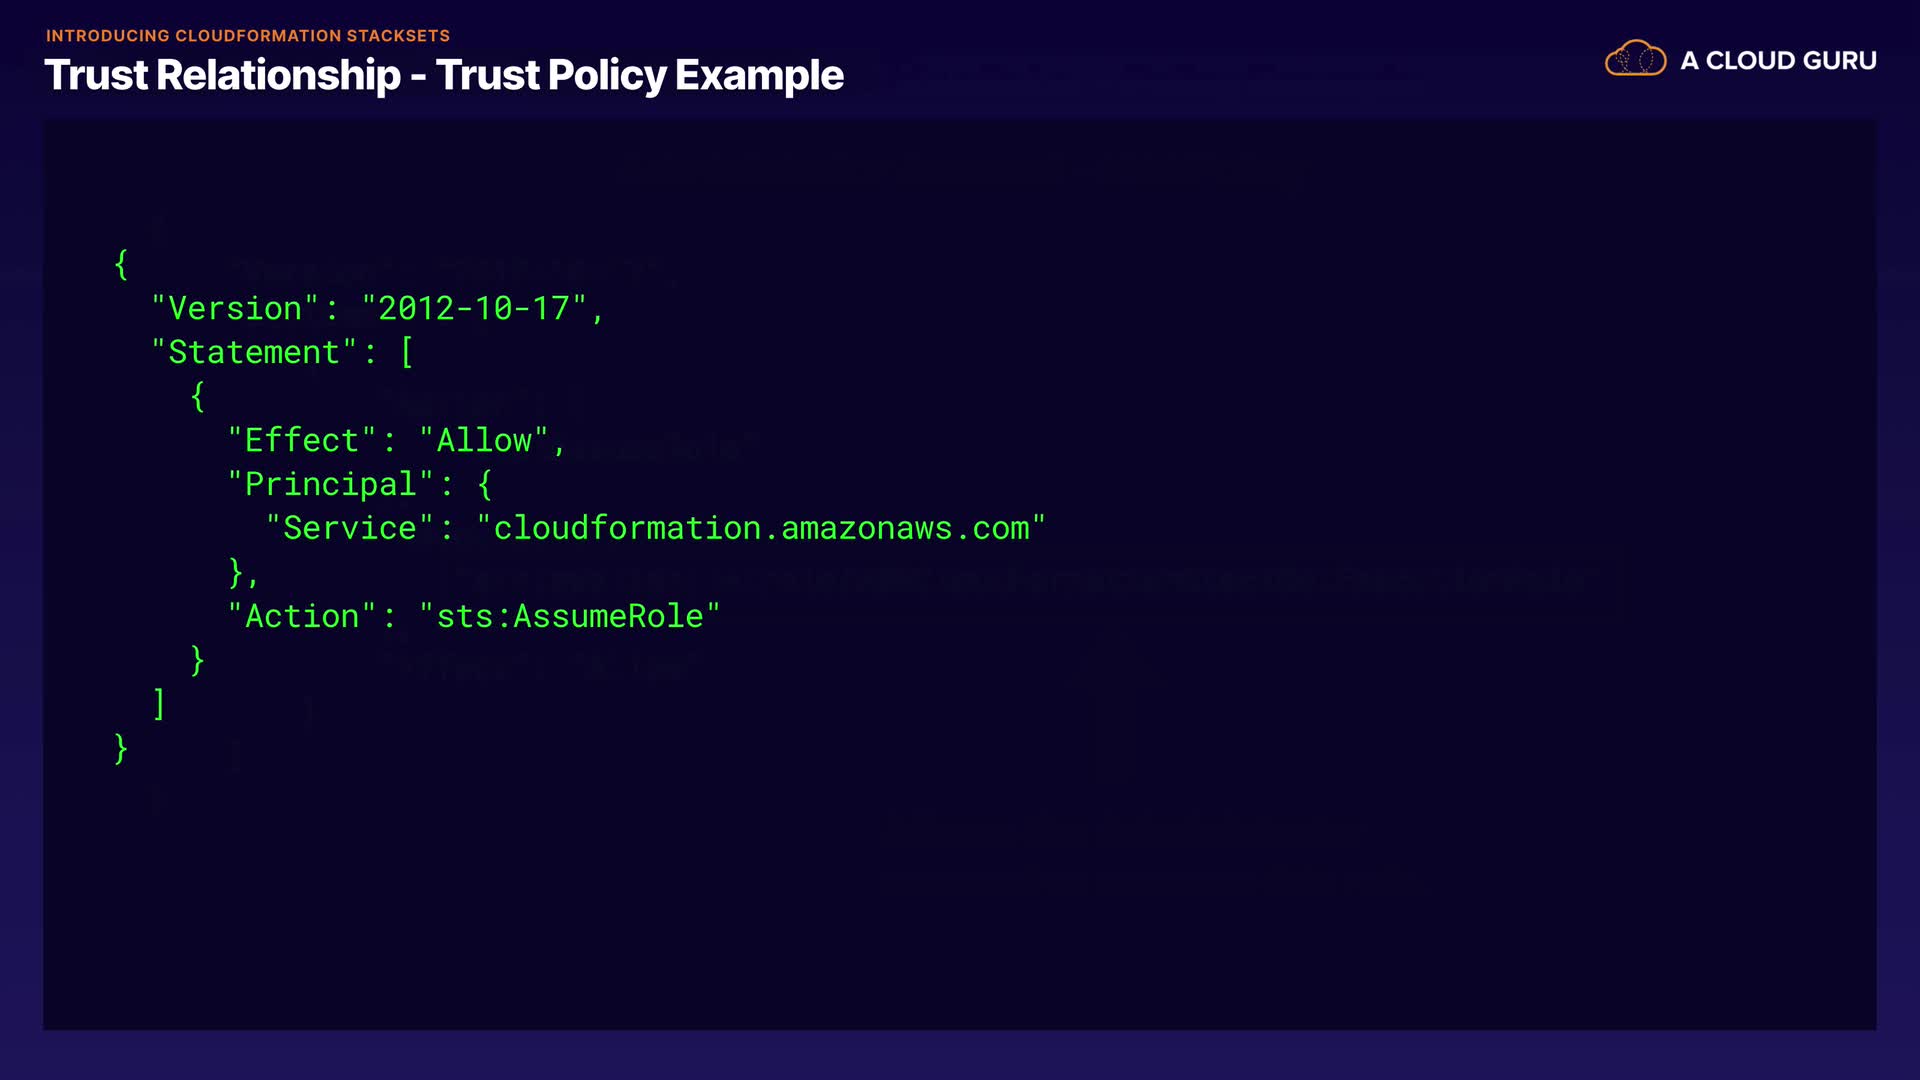 INTRODUCING CLOUDFORMATION STACKSETS
Trust Relationship - Trust Policy Example
A CLOUD GURU
{
  "Version": "2012-10-17",
  "Statement": [
    {
      "Effect": "Allow",
      "Principal": {
        "Service": "cloudformation.amazonaws.com"
      },
      "Action": "sts:AssumeRole"
    }
  ]
}